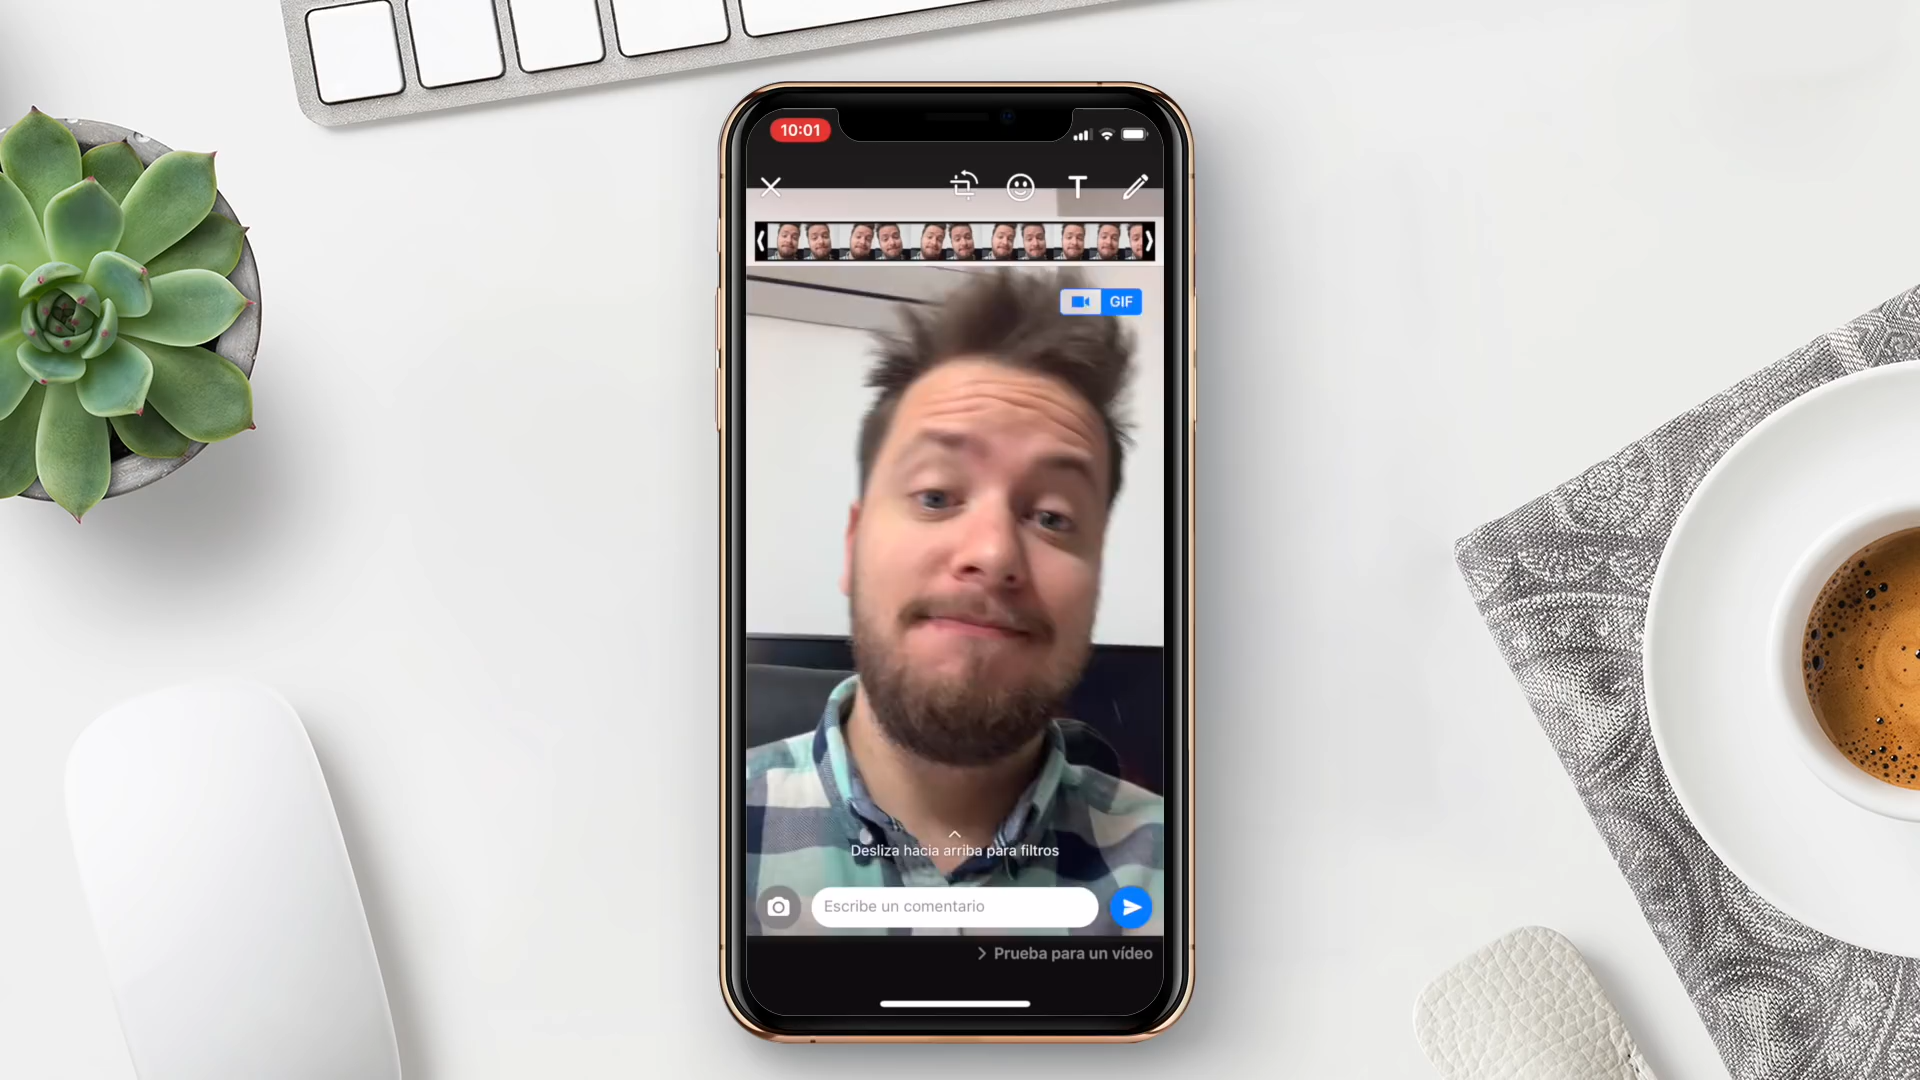 10:01
T
GIF
Desliza hacia arriba para filtros
Escribe un comentario
Prueba para un vídeo